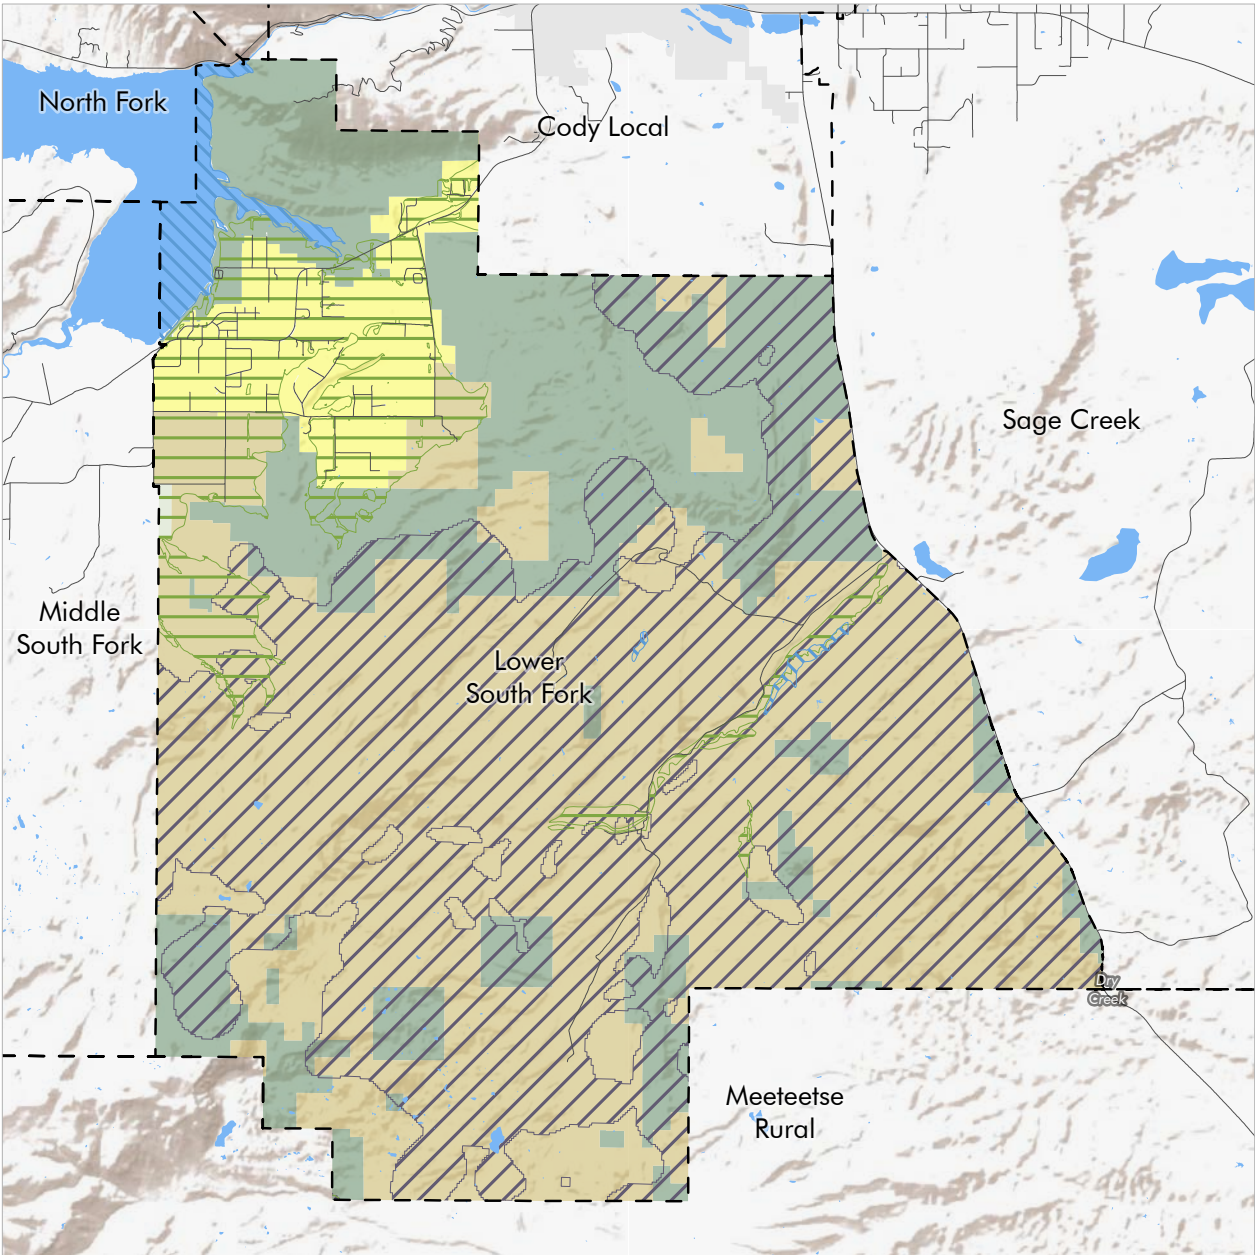 North Fork
Cody Local
Sage Creek
Middle
South Fork
Lower
South Fork
Dry
Creek
Meeteetse
Rural